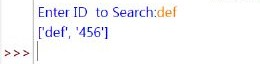 Enter ID  to Search:def
['def', '456']
>>>